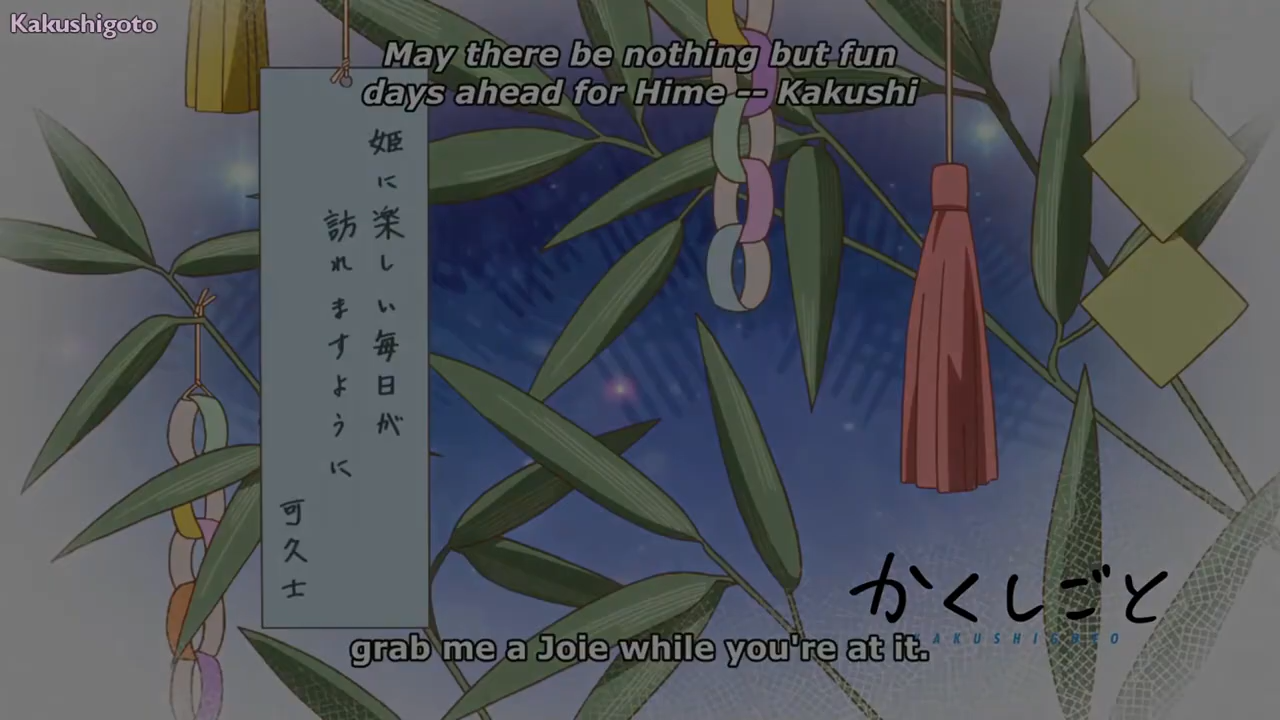 Kakushigoto
May there be nothing but fun
days ahead for Hime -- Kakushi
姫に楽しい毎日が
訪れますように
可久士
かくしごと
KAKUSHIGOTO
grab me a Joie while you're at it.